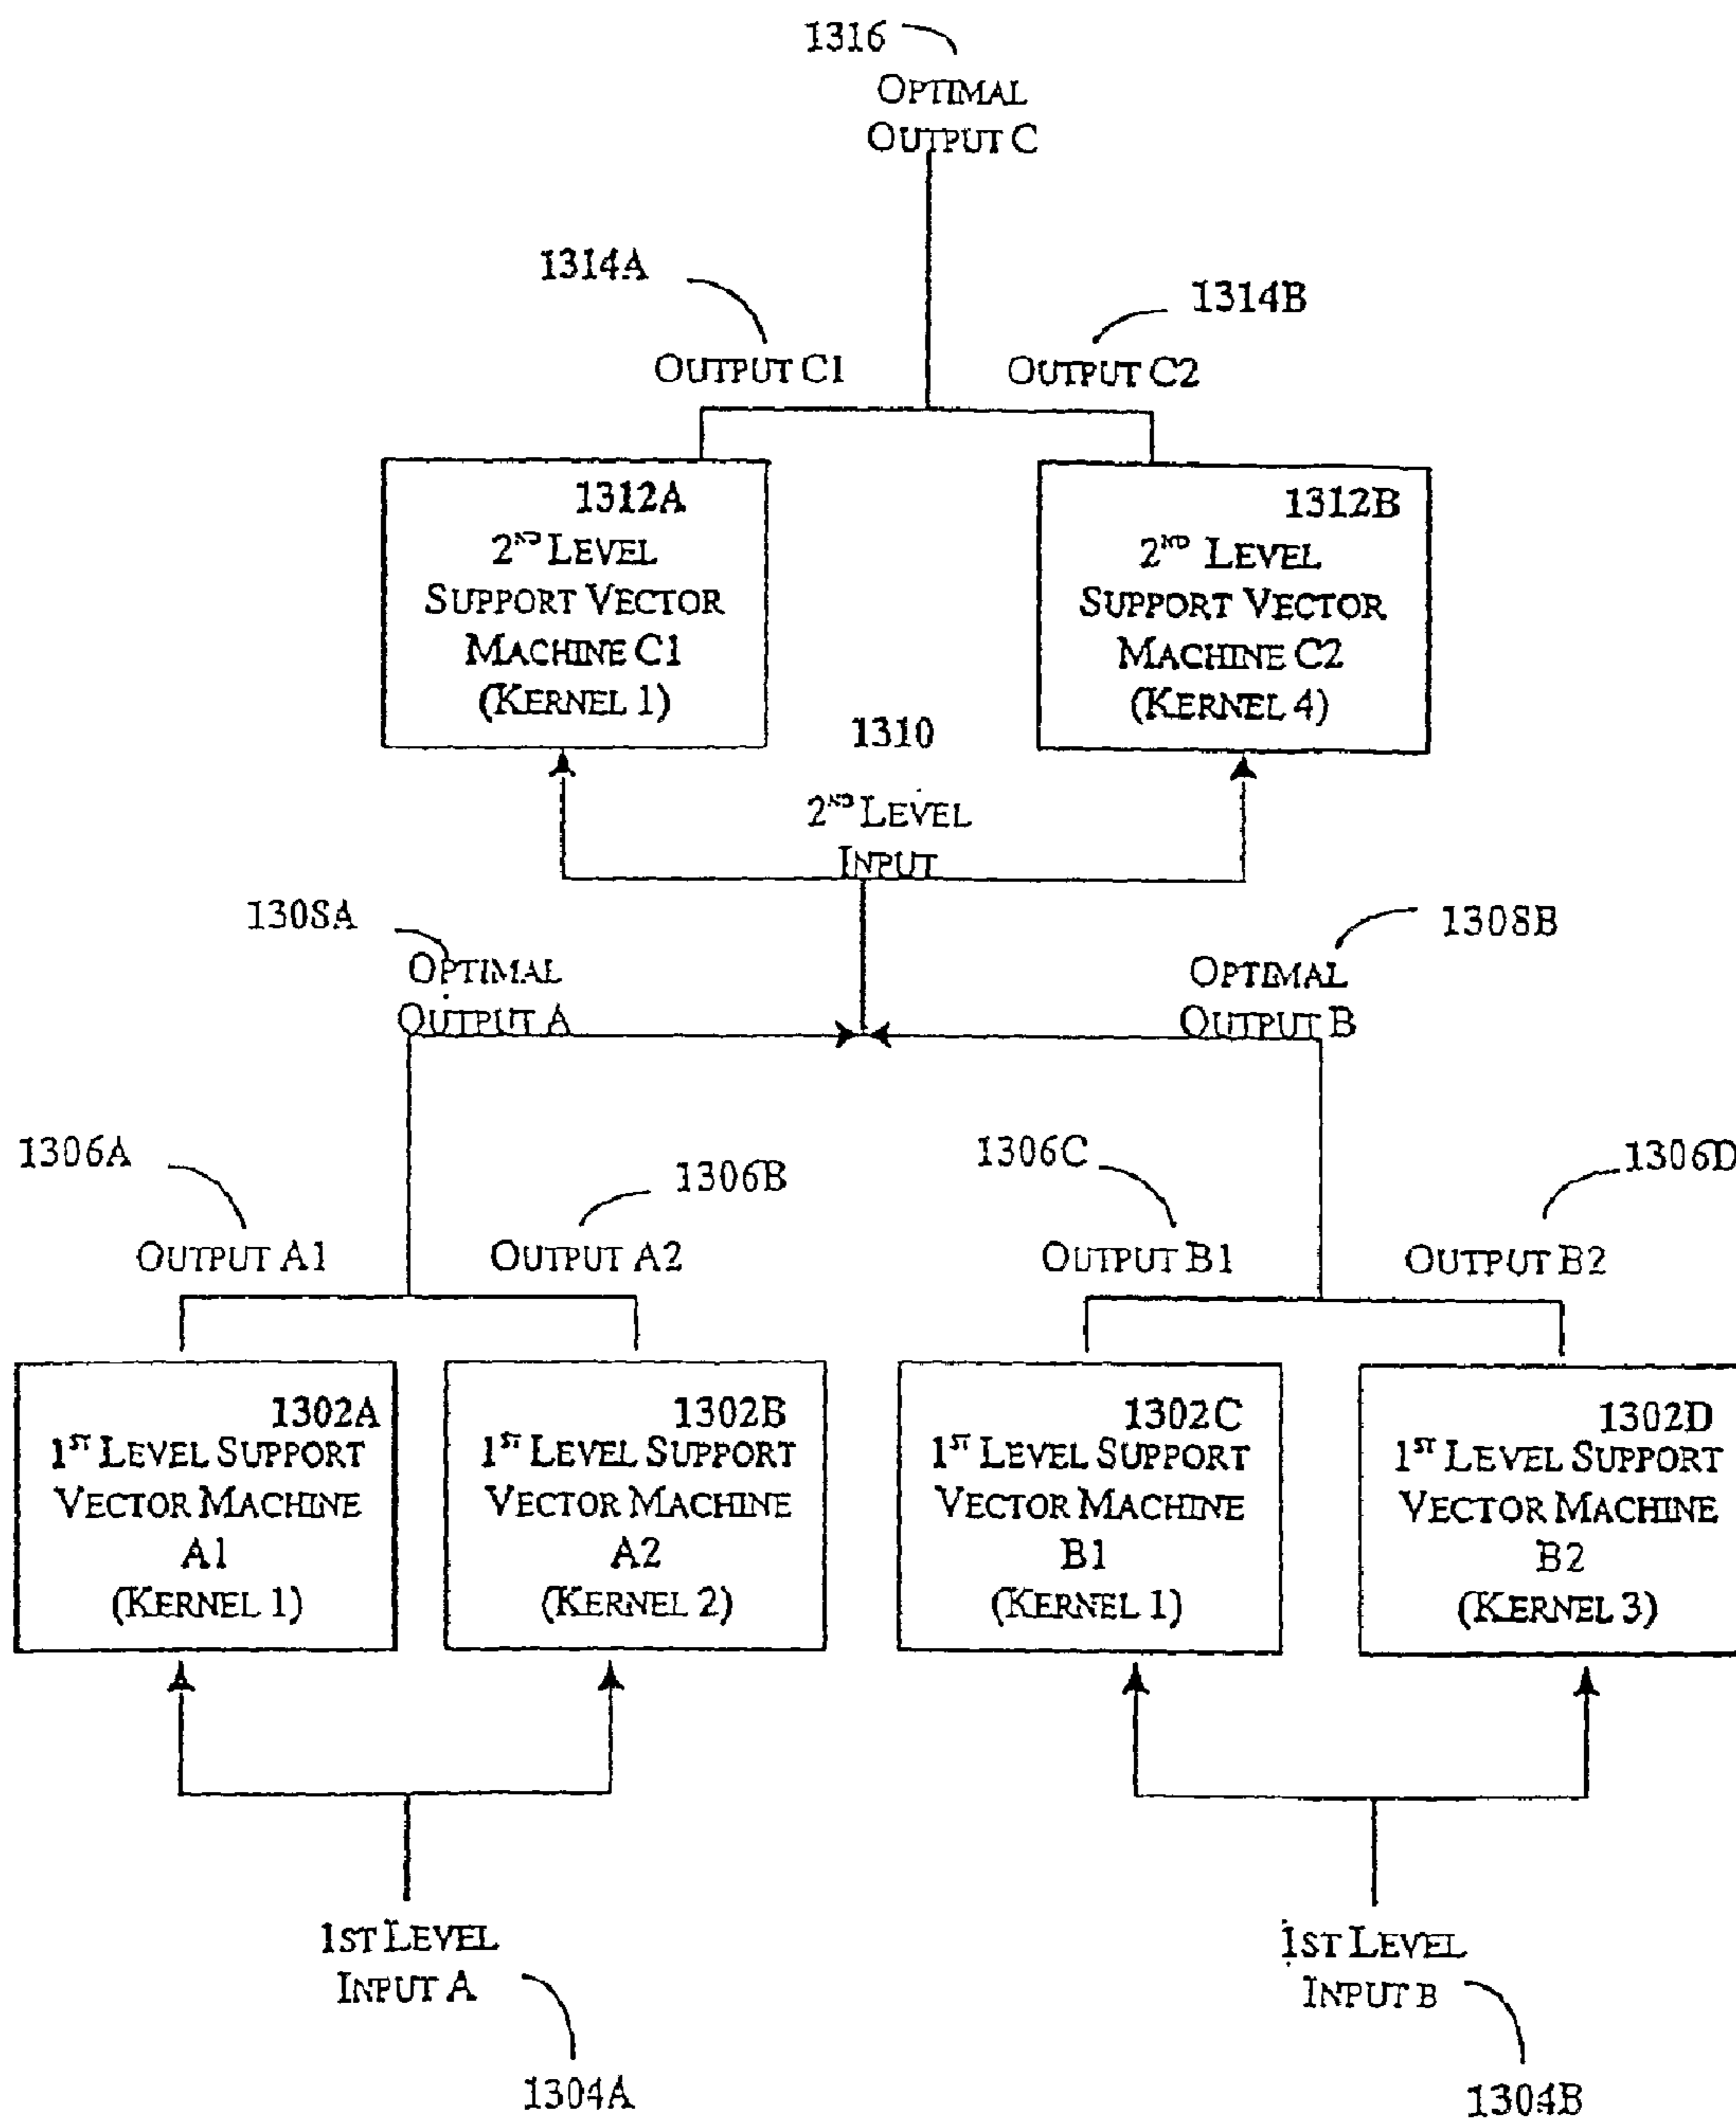 1316
OPTIMAL
OUTPUT C
1314A
1314B
OUTPUT C1
OUTPUT C2
1312A
2ND LEVEL
SUPPORT VECTOR
MACHINE C1
(KERNEL 1)
1312B
2ND LEVEL
SUPPORT VECTOR
MACHINE C2
(KERNEL 4)
1310
2ND LEVEL
INPUT
1308A
OPTIMAL
OUTPUT A
1308B
OPTIMAL
OUTPUT B
1306A
1306B
1306C
1306D
OUTPUT A1
OUTPUT A2
OUTPUT B1
OUTPUT B2
1302A
1ST LEVEL SUPPORT
VECTOR MACHINE
A1
(KERNEL 1)
1302B
1ST LEVEL SUPPORT
VECTOR MACHINE
A2
(KERNEL 2)
1302C
1ST LEVEL SUPPORT
VECTOR MACHINE
B1
(KERNEL 1)
1302D
1ST LEVEL SUPPORT
VECTOR MACHINE
B2
(KERNEL 3)
1ST LEVEL
INPUT A
1304A
1ST LEVEL
INPUT B
1304B